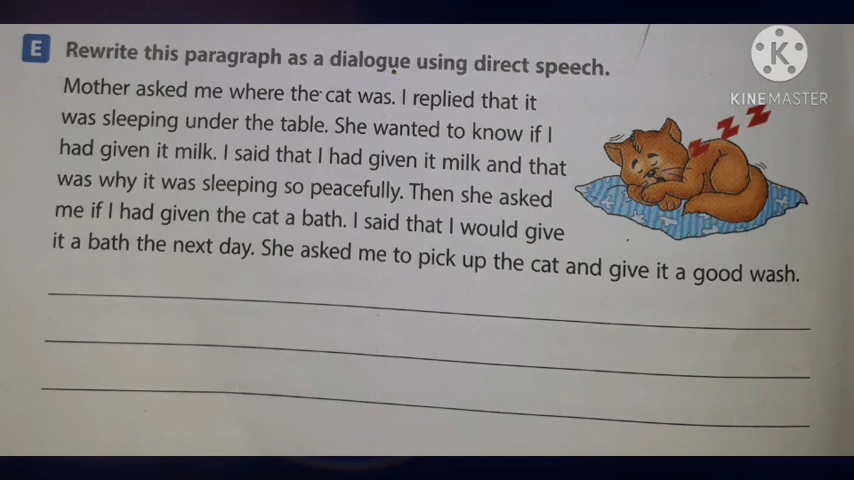 E Rewrite this paragraph as a dialogue using direct speech.
K
KINEMASTER
Mother asked me where the cat was. I replied that it
was sleeping under the table. She wanted to know if I
had given it milk. I said that I had given it milk and that
was why it was sleeping so peacefully. Then she asked
me if I had given the cat a bath. I said that I would give
it a bath the next day. She asked me to pick up the cat and give it a good wash.
Z Z Z